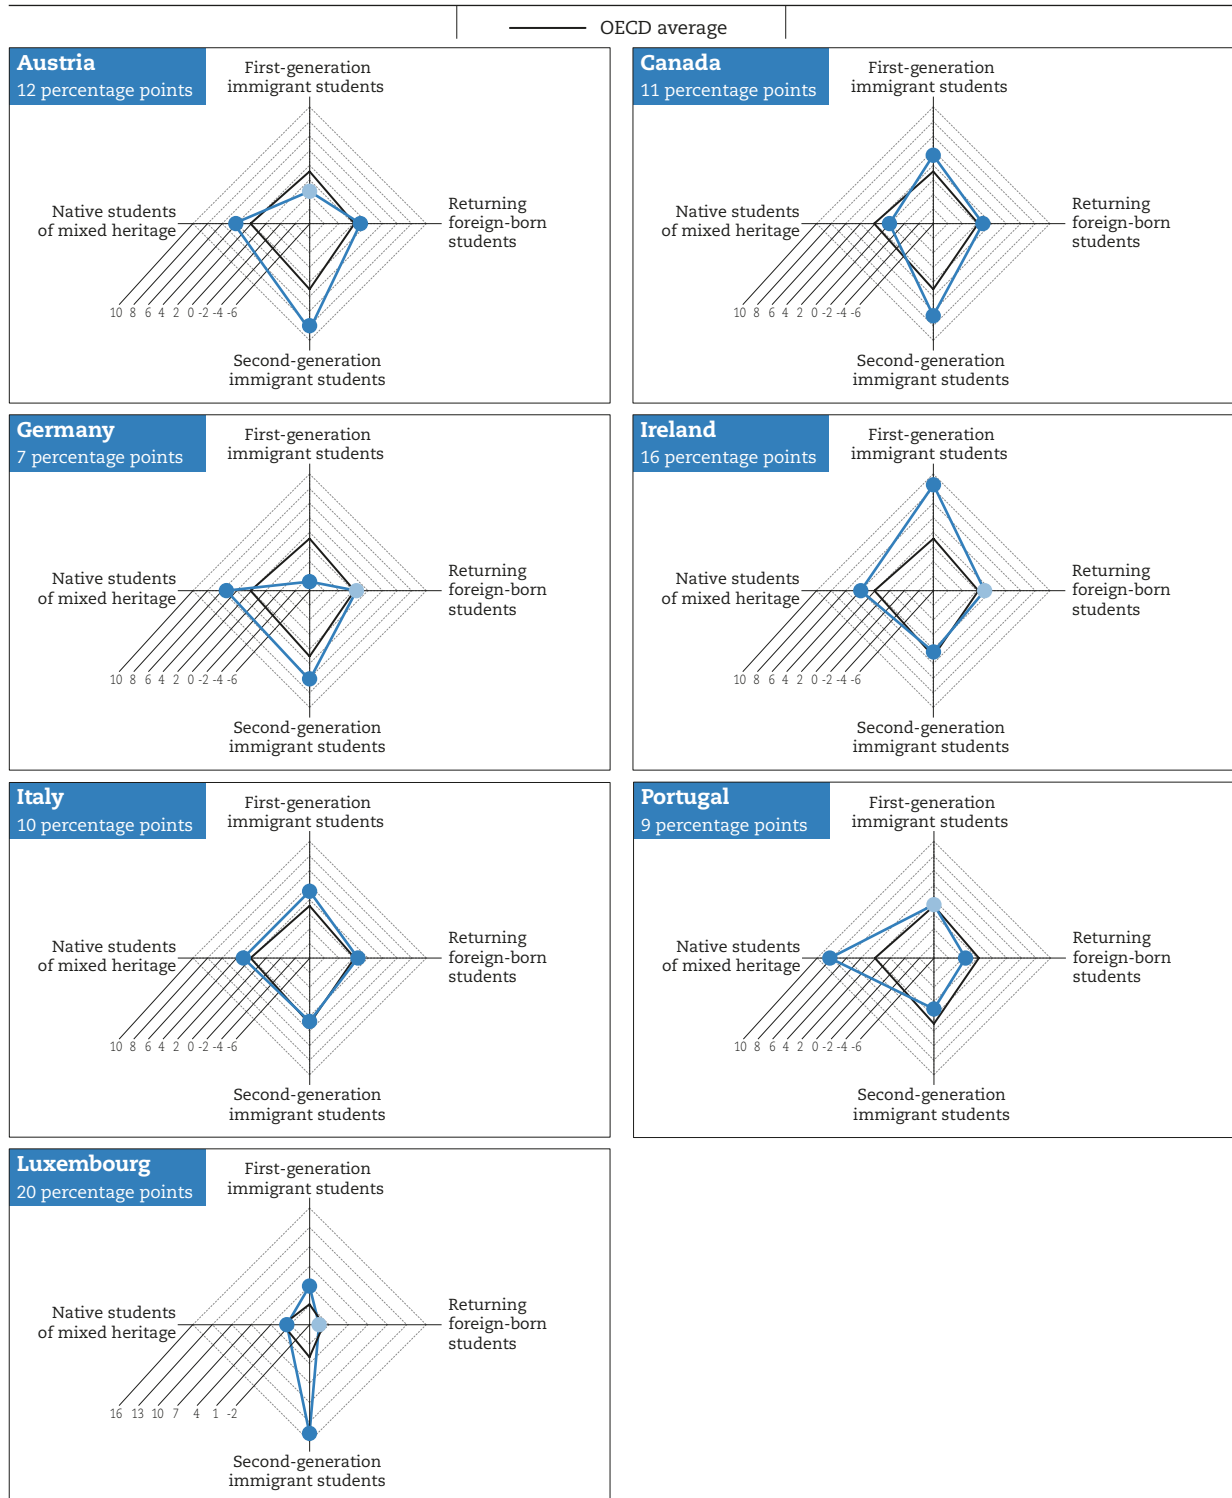 OECD average
Austria
12 percentage points
First-generation
immigrant students
Native students
of mixed heritage
Returning
foreign-born
students
10 8 6 4 2 0 -2 -4 -6
Second-generation
immigrant students
Canada
11 percentage points
First-generation
immigrant students
Native students
of mixed heritage
Returning
foreign-born
students
10 8 6 4 2 0 -2 -4 -6
Second-generation
immigrant students
Germany
7 percentage points
First-generation
immigrant students
Native students
of mixed heritage
Returning
foreign-born
students
10 8 6 4 2 0 -2 -4 -6
Second-generation
immigrant students
Ireland
16 percentage points
First-generation
immigrant students
Native students
of mixed heritage
Returning
foreign-born
students
10 8 6 4 2 0 -2 -4 -6
Second-generation
immigrant students
Italy
10 percentage points
First-generation
immigrant students
Native students
of mixed heritage
Returning
foreign-born
students
10 8 6 4 2 0 -2 -4 -6
Second-generation
immigrant students
Portugal
9 percentage points
First-generation
immigrant students
Native students
of mixed heritage
Returning
foreign-born
students
10 8 6 4 2 0 -2 -4 -6
Second-generation
immigrant students
Luxembourg
20 percentage points
First-generation
immigrant students
Native students
of mixed heritage
Returning
foreign-born
students
16 13 10 7 4 1 -2
Second-generation
immigrant students